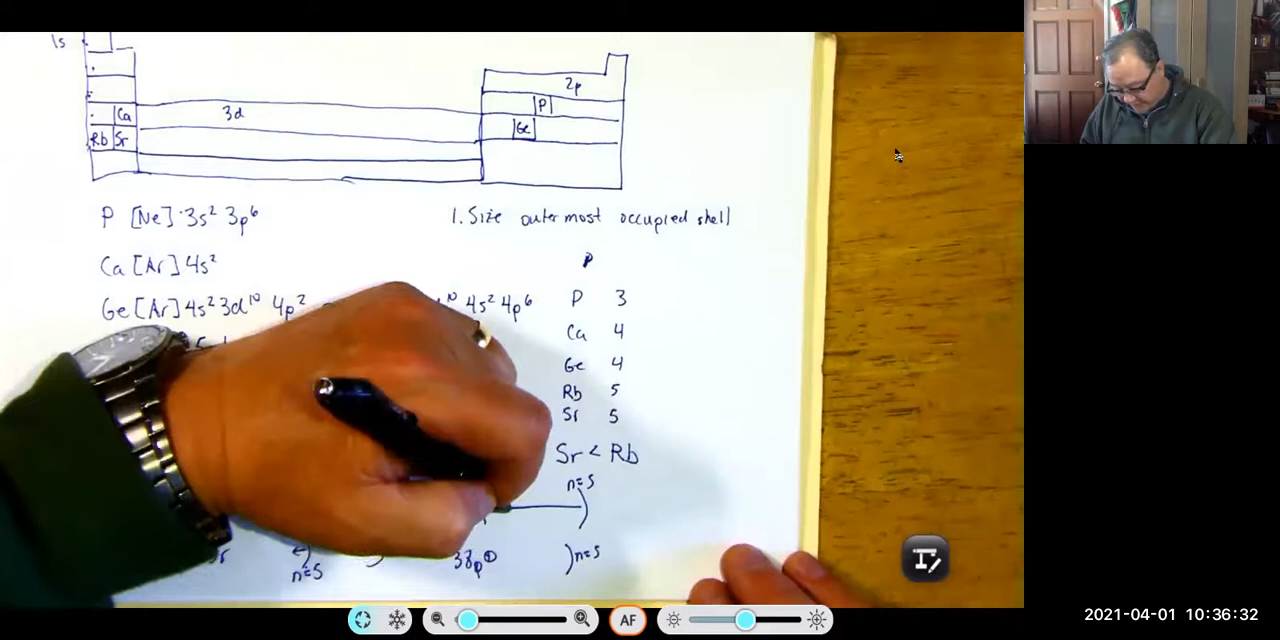 1s
2p
P
Ca 3d
Ge
Rb Sr
P [Ne] 3s² 3p⁶
1. Size outermost occupied shell
Ca [Ar] 4s²
P
Ge [Ar] 4s² 3d¹⁰ 4p² 4s² 4p⁶
P 3
Ca 4
Ge 4
Rb 5
Sr 5
Sr < Rb
n=5
38p⊕ )n=5
n=5
AF
2021-04-01 10:36:32